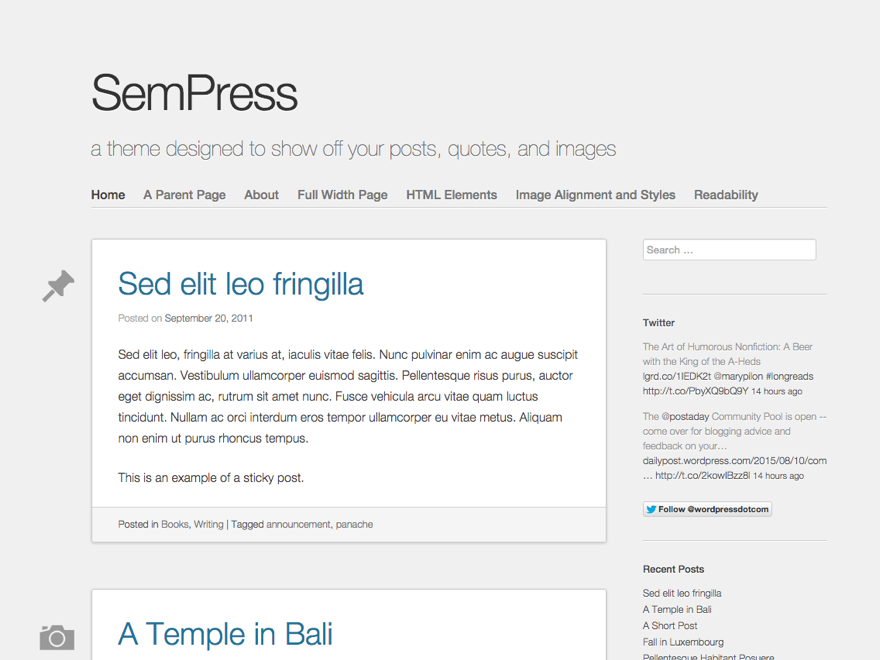 SemPress
a theme designed to show off your posts, quotes, and images
Home A Parent Page About Full Width Page HTML Elements Image Alignment and Styles Readability
Sed elit leo fringilla
Posted on September 20, 2011
Sed elit leo, fringilla at varius at, iaculis vitae felis. Nunc pulvinar enim ac augue suscipit
accumsan. Vestibulum ullamcorper euismod sagittis. Pellentesque risus purus, auctor
eget dignissim ac, rutrum sit amet nunc. Fusce vehicula arcu vitae quam luctus
tincidunt. Nullam ac orci interdum eros tempor ullamcorper eu vitae metus. Aliquam
non enim ut purus rhoncus tempus.
This is an example of a sticky post.
Posted in Books, Writing | Tagged announcement, panache
A Temple in Bali
Search ...
Twitter
The Art of Humorous Nonfiction: A Beer
with the King of the A-Heds
lgrd.co/1IEDK2t @marypilon #longreads
http://t.co/PbyXQ9bQ9Y 14 hours ago
The @postaday Community Pool is open --
come over for blogging advice and
feedback on your…
dailypost.wordpress.com/2015/08/10/com
… http://t.co/2kowlBzz8l 14 hours ago
Follow @wordpressdotcom
Recent Posts
Sed elit leo fringilla
A Temple in Bali
A Short Post
Fall in Luxembourg
Pellentesque Habitant Posuere